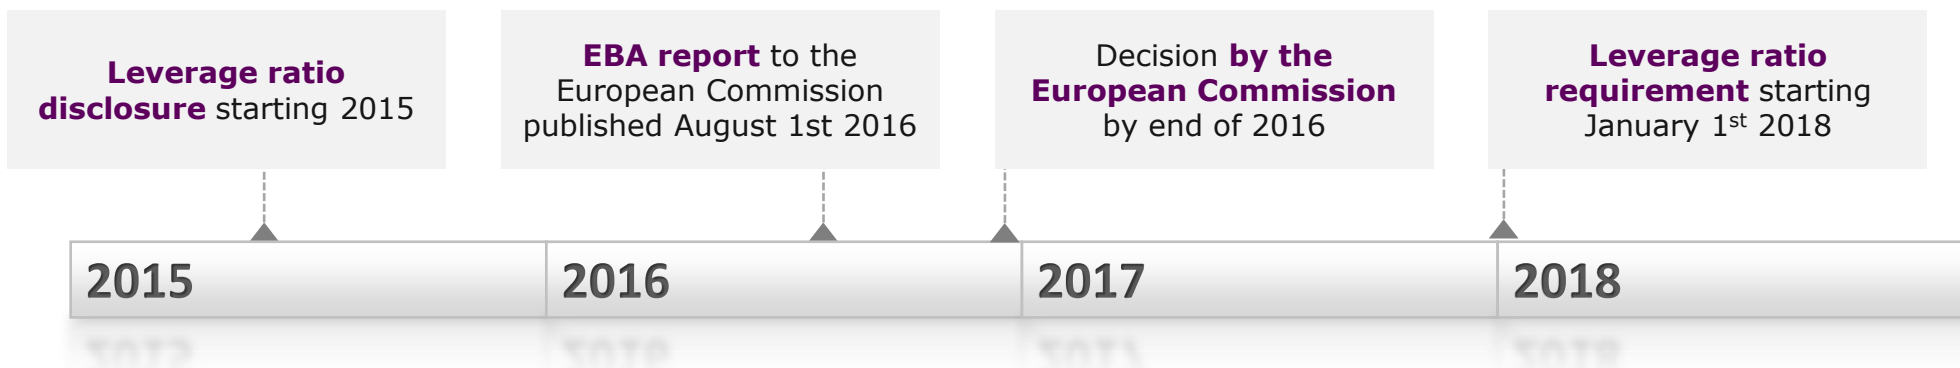 Leverage ratio
disclosure starting 2015
EBA report to the
European Commission
published August 1st 2016
Decision by the
European Commission
by end of 2016
Leverage ratio
requirement starting
January 1st 2018
2015
2016
2017
2018